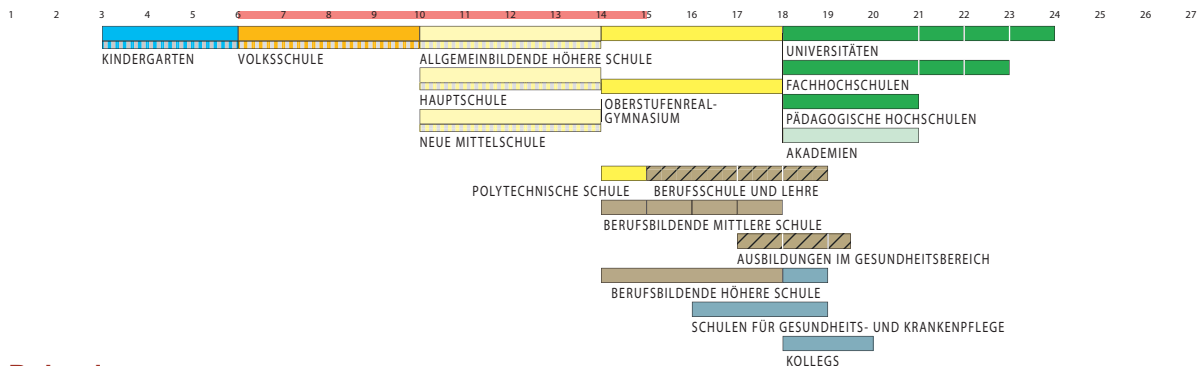 1 2 3 4 5 6 7 8 9 10 11 12 13 14 15 16 17 18 19 20 21 22 23 24 25 26 27
KINDERGARTEN VOLKSSCHULE ALLGEMEINBILDENDE HÖHERE SCHULE UNIVERSITÄTEN
HAUPTSCHULE OBERSTUFENREAL-
GYMNASIUM FACHHOCHSCHULEN
NEUE MITTELSCHULE PÄDAGOGISCHE HOCHSCHULEN
AKADEMIEN
POLYTECHNISCHE SCHULE BERUFSSCHULE UND LEHRE
BERUFSBILDENDE MITTLERE SCHULE
AUSBILDUNGEN IM GESUNDHEITSBEREICH
BERUFSBILDENDE HÖHERE SCHULE
SCHULEN FÜR GESUNDHEITS- UND KRANKENPFLEGE
KOLLEGS